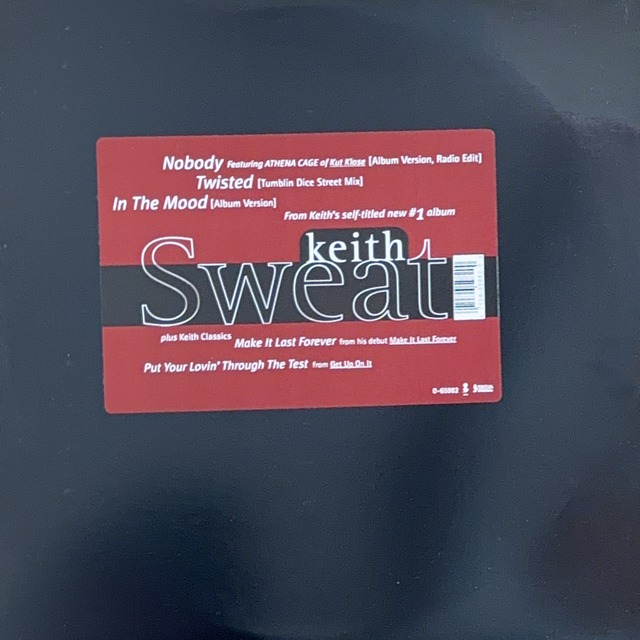 Nobody Featuring ATHENA CAGE of Kut Klose [Album Version, Radio Edit]
Twisted [Tumblin Dice Street Mix]
In The Mood [Album Version]
From Keith's self-titled new #1 album
keith
Sweat
plus Keith Classics Make It Last Forever from his debut Make It Last Forever
Put Your Lovin' Through The Test from Get Up On It
0-63962